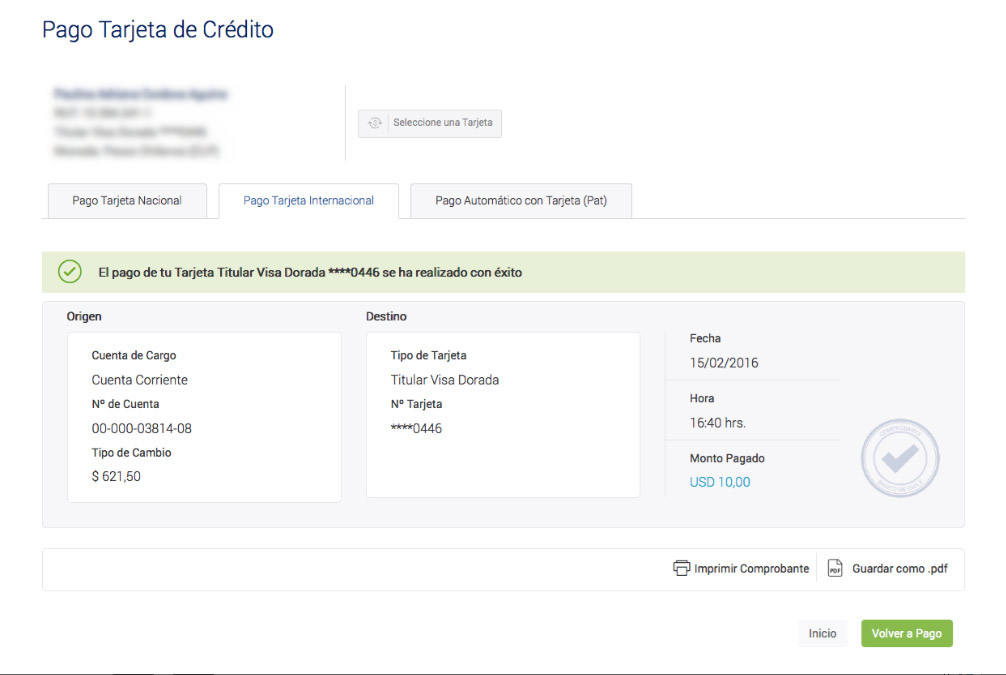 Pago Tarjeta de Crédito
Seleccione una Tarjeta
Pago Tarjeta Nacional
Pago Tarjeta Internacional
Pago Automático con Tarjeta (Pat)
El pago de tu Tarjeta Titular Visa Dorada ****0446 se ha realizado con éxito
Origen
Cuenta de Cargo
Cuenta Corriente
Nº de Cuenta
00-000-03814-08
Tipo de Cambio
$ 621,50
Destino
Tipo de Tarjeta
Titular Visa Dorada
Nº Tarjeta
****0446
Fecha
15/02/2016
Hora
16:40 hrs.
Monto Pagado
USD 10,00
COMPROBANTE
BANCO DE CHILE
Imprimir Comprobante
PDF
Guardar como .pdf
Inicio
Volver a Pago